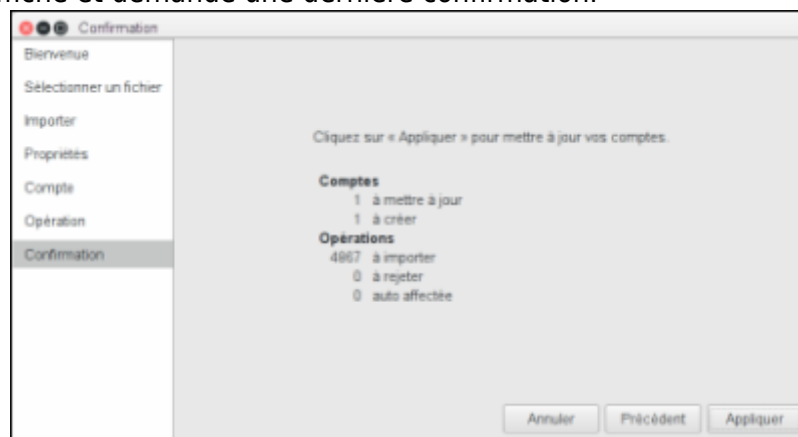 et demande une dernière confirmation.
Confirmation
Bienvenue
Sélectionner un fichier
Importer
Propriétés
Compte
Opération
Confirmation
Cliquez sur « Appliquer » pour mettre à jour vos comptes.
Comptes
1 à mettre à jour
1 à créer
Opérations
4867 à importer
0 à rejeter
0 auto affectée
Annuler Précédent Appliquer